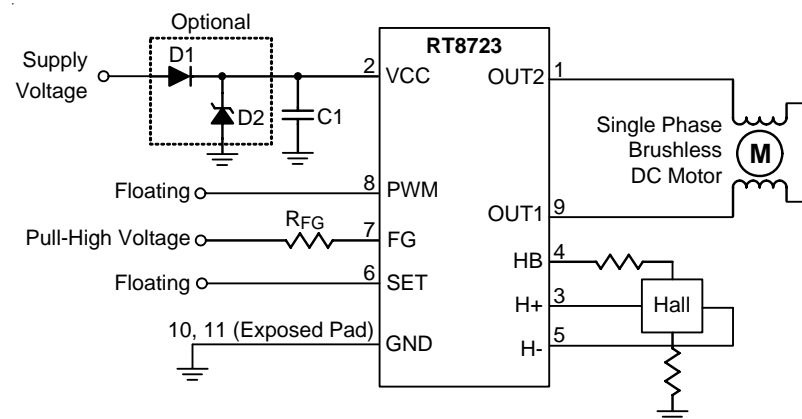 Optional
D1
Supply
Voltage
D2
C1
RT8723
2
VCC
OUT2
1
Single Phase
Brushless
DC Motor
M
Floating
8
PWM
OUT1
9
Pull-High Voltage
RFG
7
FG
HB
4
Floating
6
SET
H+
3
Hall
10, 11 (Exposed Pad)
GND
H-
5